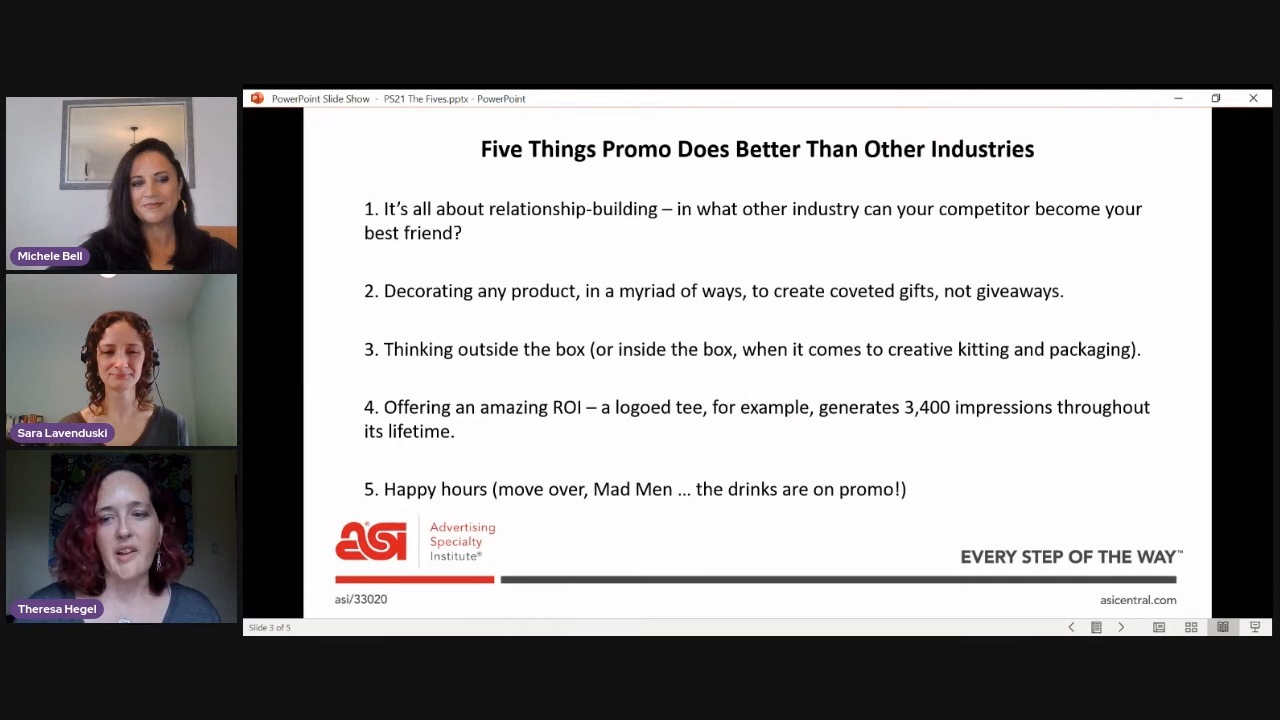 PowerPoint Slide Show - PS21 The Fives.pptx - PowerPoint
Michele Bell
Sara Lavenduski
Theresa Hegel
Five Things Promo Does Better Than Other Industries
1. It's all about relationship-building – in what other industry can your competitor become your
best friend?
2. Decorating any product, in a myriad of ways, to create coveted gifts, not giveaways.
3. Thinking outside the box (or inside the box, when it comes to creative kitting and packaging).
4. Offering an amazing ROI – a logoed tee, for example, generates 3,400 impressions throughout
its lifetime.
5. Happy hours (move over, Mad Men … the drinks are on promo!)
asi
Advertising
Specialty
Institute®
EVERY STEP OF THE WAY™
asi/33020
asicentral.com
Slide 3 of 5